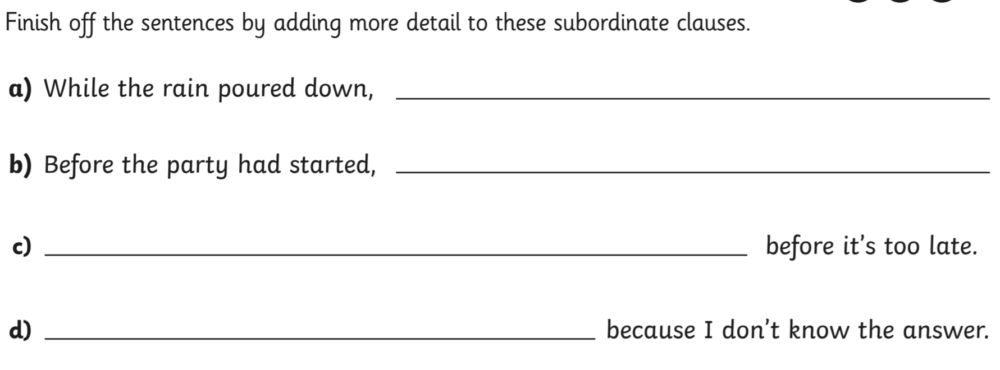 Finish off the sentences by adding more detail to these subordinate clauses.
a) While the rain poured down, 
b) Before the party had started, 
c) before it's too late.
d) because I don't know the answer.